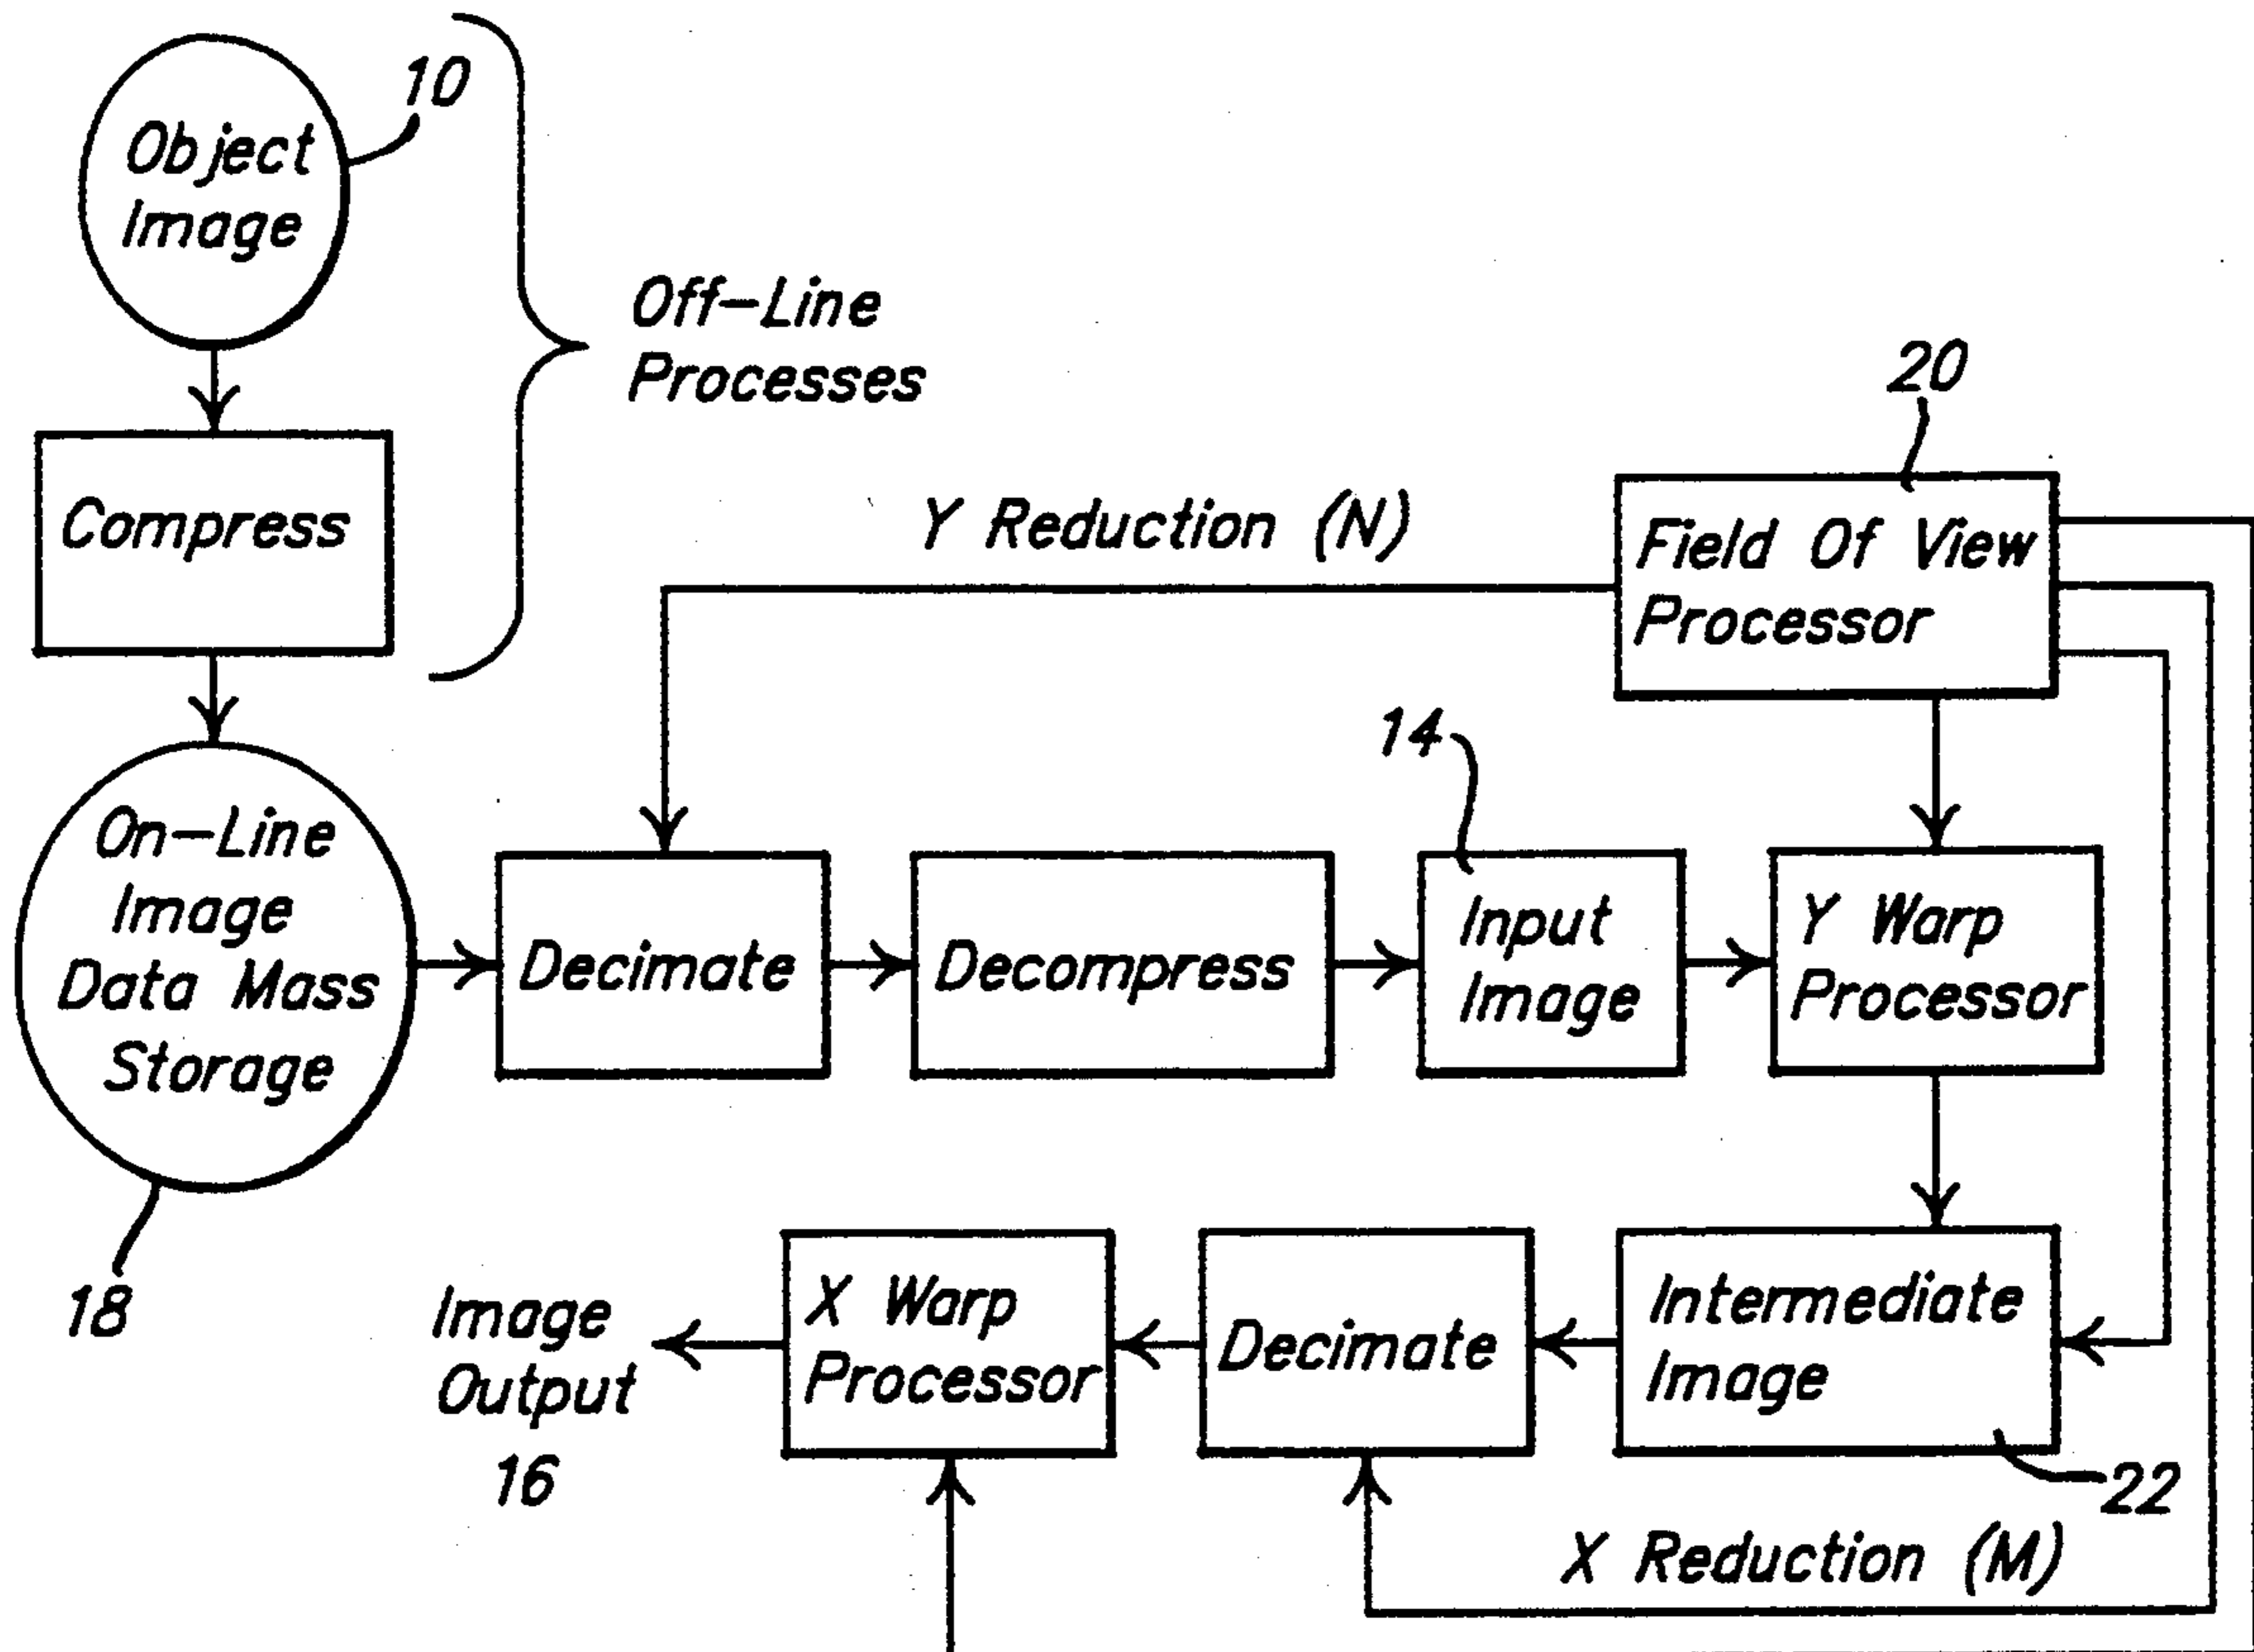 10
Object
Image
Off-Line
Processes
Compress
20
Y Reduction (N)
Field Of View
Processor
14
On-Line
Image
Data Mass
Storage
Decimate
Decompress
Input
Image
Y Warp
Processor
18
Image
Output
16
X Warp
Processor
Decimate
Intermediate
Image
22
X Reduction (M)